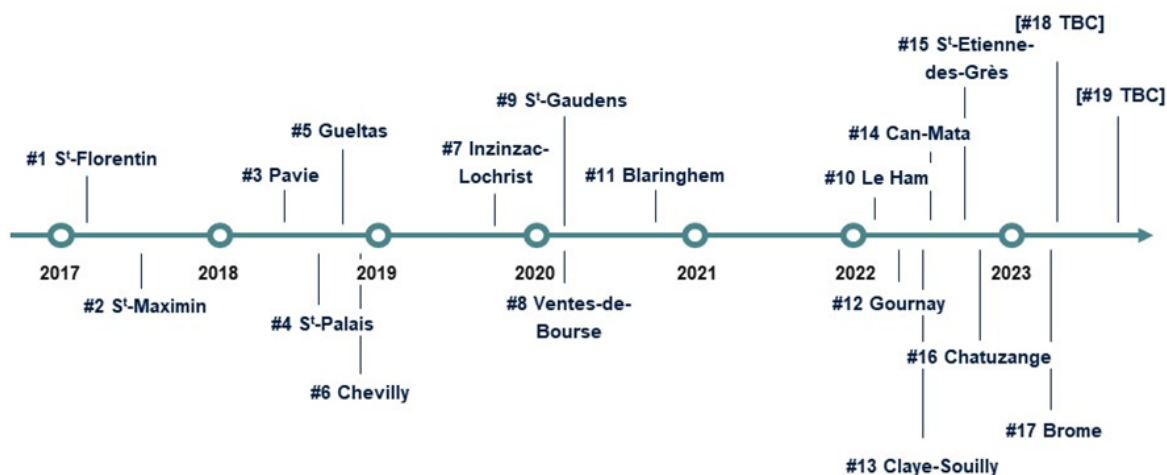 [#18 TBC]
#15 Sᵗ-Etienne-
des-Grès
[#19 TBC]
#9 Sᵗ-Gaudens
#5 Gueltas
#14 Can-Mata
#7 Inzinzac-
Lochrist
#1 Sᵗ-Florentin
#3 Pavie
#11 Blaringhem
#10 Le Ham
2017
2018
2019
2020
2021
2022
2023
#2 Sᵗ-Maximin
#4 Sᵗ-Palais
#8 Ventes-de-
Bourse
#12 Gournay
#16 Chatuzange
#6 Chevilly
#17 Brome
#13 Claye-Souilly